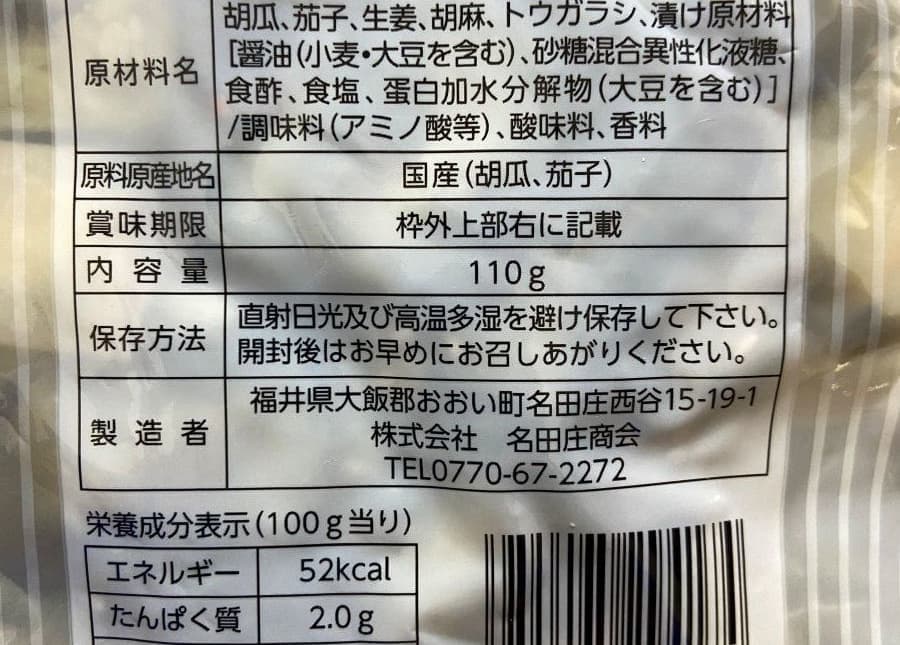 原材料名
胡瓜、茄子、生姜、胡麻、トウガラシ、漬け原材料
[醤油(小麦・大豆を含む)、砂糖混合異性化液糖、
食酢、食塩、蛋白加水分解物(大豆を含む)]
/調味料(アミノ酸等)、酸味料、香料
原料原産地名 国産(胡瓜、茄子)
賞味期限 枠外上部右に記載
内容量 110g
保存方法
直射日光及び高温多湿を避け保存して下さい。
開封後はお早めにお召しあがりください。
製造者
福井県大飯郡おおい町名田庄西谷15-19-1
株式会社 名田庄商会
TEL0770-67-2272
栄養成分表示(100g当り)
エネルギー 52kcal
たんぱく質 2.0g